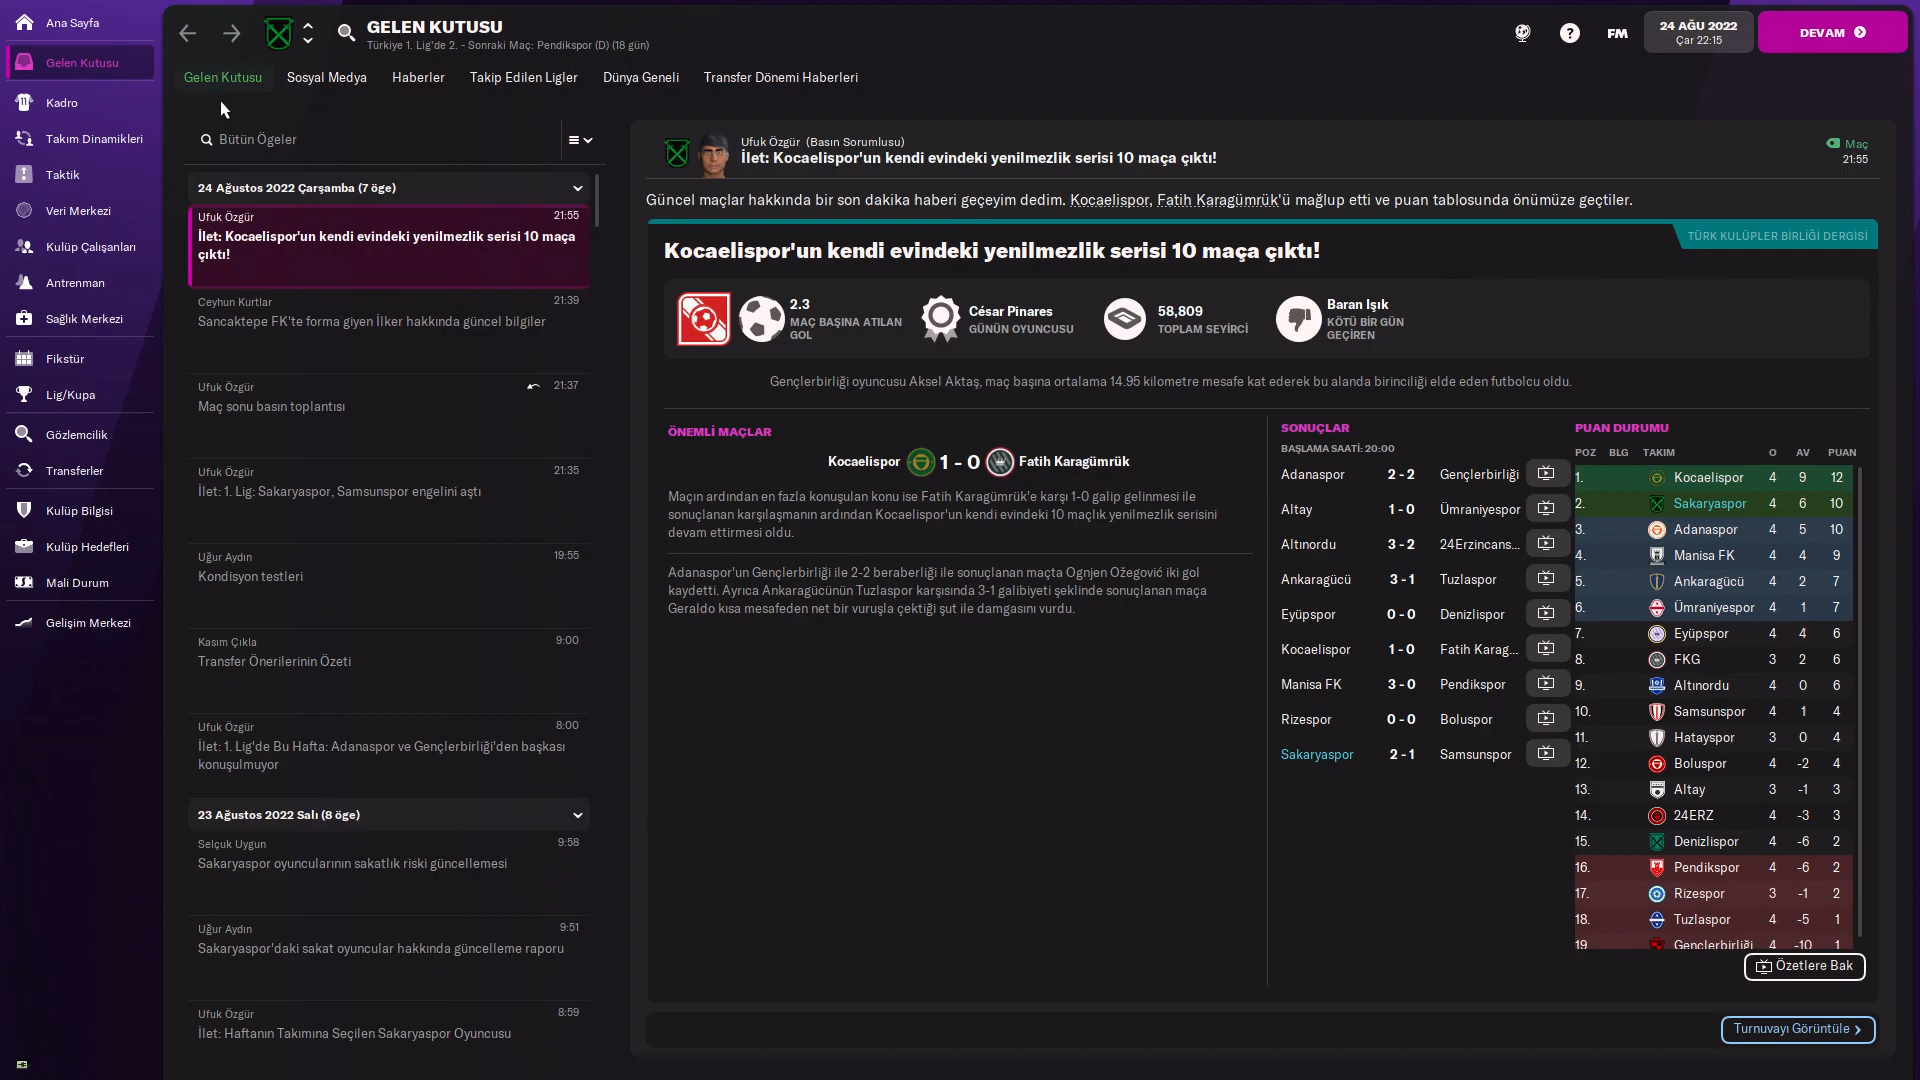 Ana Sayfa
Gelen Kutusu
Kadro
Takım Dinamikleri
Taktik
Veri Merkezi
Kulüp Çalışanları
Antrenman
Sağlık Merkezi
Fikstür
Lig/Kupa
Gözlemcilik
Transferler
Kulüp Bilgisi
Kulüp Hedefleri
Mali Durum
Gelişim Merkezi
GELEN KUTUSU
Türkiye 1. Lig'de 2. - Sonraki Maç: Pendikspor (D) (18 gün)
? FM
24 AĞU 2022
Çar 22:15
DEVAM
Gelen Kutusu Sosyal Medya Haberler Takip Edilen Ligler Dünya Geneli Transfer Dönemi Haberleri
Bütün Ögeler
24 Ağustos 2022 Çarşamba (7 öge)
Ufuk Özgür 21:55
İlet: Kocaelispor'un kendi evindeki yenilmezlik serisi 10 maça
çıktı!
Ceyhun Kurtlar 21:39
Sancaktepe FK'te forma giyen İlker hakkında güncel bilgiler
Ufuk Özgür 21:37
Maç sonu basın toplantısı
Ufuk Özgür 21:35
İlet: 1. Lig: Sakaryaspor, Samsunspor engelini aştı
Uğur Aydın 19:55
Kondisyon testleri
Kasım Çıkla 9:00
Transfer Önerilerinin Özeti
Ufuk Özgür 8:00
İlet: 1. Lig'de Bu Hafta: Adanaspor ve Gençlerbirliği'den başkası
konuşulmuyor
23 Ağustos 2022 Salı (8 öge)
Selçuk Uygun 9:58
Sakaryaspor oyuncularının sakatlık riski güncellemesi
Uğur Aydın 9:51
Sakaryaspor'daki sakat oyuncular hakkında güncelleme raporu
Ufuk Özgür 8:59
İlet: Haftanın Takımına Seçilen Sakaryaspor Oyuncusu
Ufuk Özgür (Basın Sorumlusu)
İlet: Kocaelispor'un kendi evindeki yenilmezlik serisi 10 maça çıktı!
Maç
21:55
Güncel maçlar hakkında bir son dakika haberi geçeyim dedim. Kocaelispor, Fatih Karagümrük'ü mağlup etti ve puan tablosunda önümüze geçtiler.
TÜRK KULÜPLER BİRLİĞİ DERGİSİ
Kocaelispor'un kendi evindeki yenilmezlik serisi 10 maça çıktı!
2.3
MAÇ BAŞINA ATILAN
GOL
César Pinares
GÜNÜN OYUNCUSU
58,809
TOPLAM SEYİRCİ
Baran Işık
KÖTÜ BİR GÜN
GEÇİREN
Gençlerbirliği oyuncusu Aksel Aktaş, maç başına ortalama 14.95 kilometre mesafe kat ederek bu alanda birinciliği elde eden futbolcu oldu.
ÖNEMLİ MAÇLAR
Kocaelispor 1 - 0 Fatih Karagümrük
Maçın ardından en fazla konuşulan konu ise Fatih Karagümrük'e karşı 1-0 galip gelinmesi ile
sonuçlanan karşılaşmanın ardından Kocaelispor'un kendi evindeki 10 maçlık yenilmezlik serisini
devam ettirmesi oldu.
Adanaspor'un Gençlerbirliği ile 2-2 beraberliği ile sonuçlanan maçta Ognjen Ožegović iki gol
kaydetti. Ayrıca Ankaragücünün Tuzlaspor karşısında 3-1 galibiyeti şeklinde sonuçlanan maça
Geraldo kısa mesafeden net bir vuruşla çektiği şut ile damgasını vurdu.
SONUÇLAR
BAŞLAMA SAATİ: 20:00
Adanaspor 2 - 2 Gençlerbirliği
Altay 1 - 0 Ümraniyespor
Altınordu 3 - 2 24Erzincans...
Ankaragücü 3 - 1 Tuzlaspor
Eyüpspor 0 - 0 Denizlispor
Kocaelispor 1 - 0 Fatih Karag...
Manisa FK 3 - 0 Pendikspor
Rizespor 0 - 0 Boluspor
Sakaryaspor 2 - 1 Samsunspor
PUAN DURUMU
POZ BLG TAKIM O AV PUAN
1. Kocaelispor 4 9 12
2. Sakaryaspor 4 6 10
3. Adanaspor 4 5 10
4. Manisa FK 4 4 9
5. Ankaragücü 4 2 7
6. Ümraniyespor 4 1 7
7. Eyüpspor 4 4 6
8. FKG 3 2 6
9. Altınordu 4 0 6
10. Samsunspor 4 1 4
11. Hatayspor 3 0 4
12. Boluspor 4 -2 4
13. Altay 3 -1 3
14. 24ERZ 4 -3 3
15. Denizlispor 4 -6 2
16. Pendikspor 4 -6 2
17. Rizespor 3 -1 2
18. Tuzlaspor 4 -5 1
19 Gençlerbirliği 4 -10 1
Özetlere Bak
Turnuvayı Görüntüle